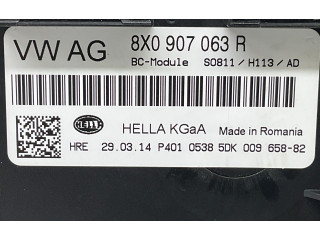 VW AG 8X0 907 063 R
BC-Module S0811/H113/AD
HELLA
HELLA KGaA Made in Romania
HRE 29.03.14 P401 0538 5DK 009 658-82